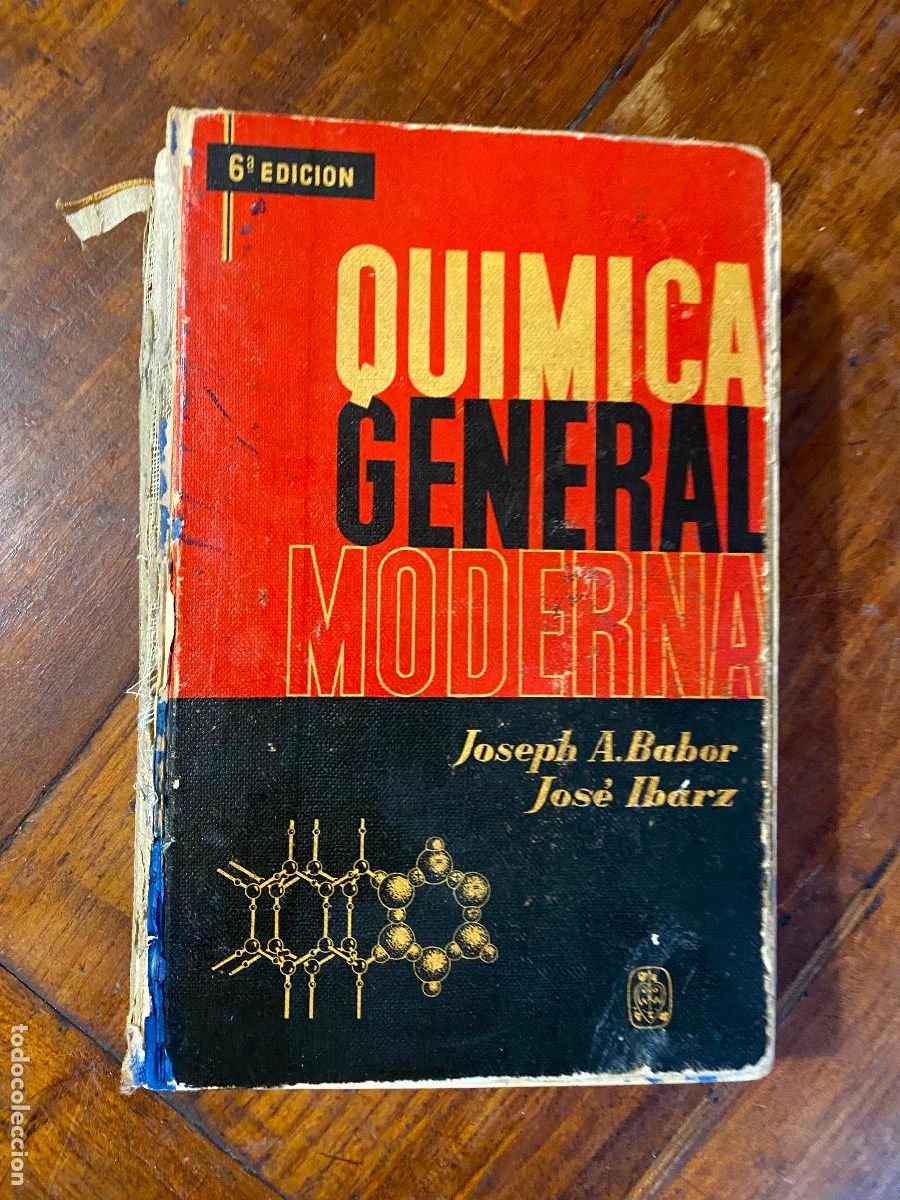 6ª EDICION
QUIMICA
GENERAL
MODERNA
Joseph A. Babor
José Ibárz
todocoleccion